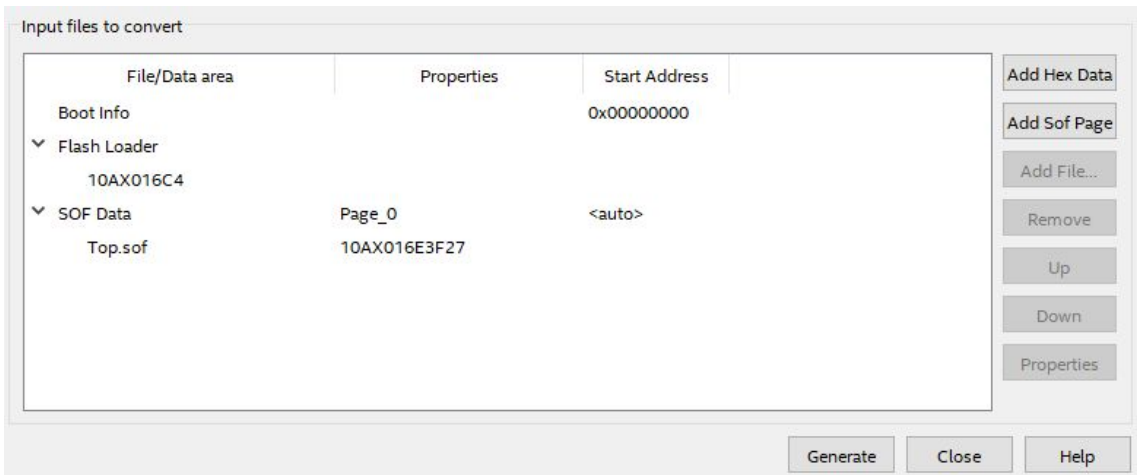 Input files to convert
File/Data area Properties Start Address
Boot Info 0x00000000
Flash Loader
10AX016C4
SOF Data Page_0 <auto>
Top.sof 10AX016E3F27
Add Hex Data
Add Sof Page
Add File...
Remove
Up
Down
Properties
Generate Close Help